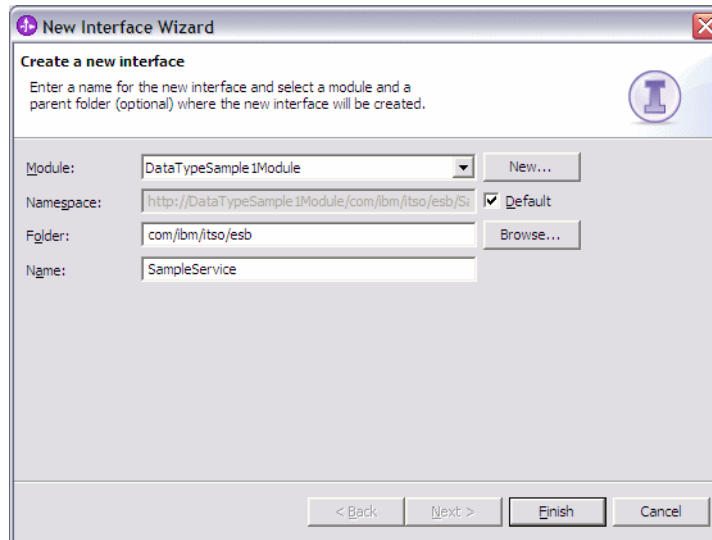 New Interface Wizard
Create a new interface
Enter a name for the new interface and select a module and a
parent folder (optional) where the new interface will be created.
Module: DataTypeSample1Module New...
Namespace: http://DataTypeSample1Module/com/ibm/itso/esb/Sa Default
Folder: com/ibm/itso/esb Browse...
Name: SampleService
< Back Next > Finish Cancel